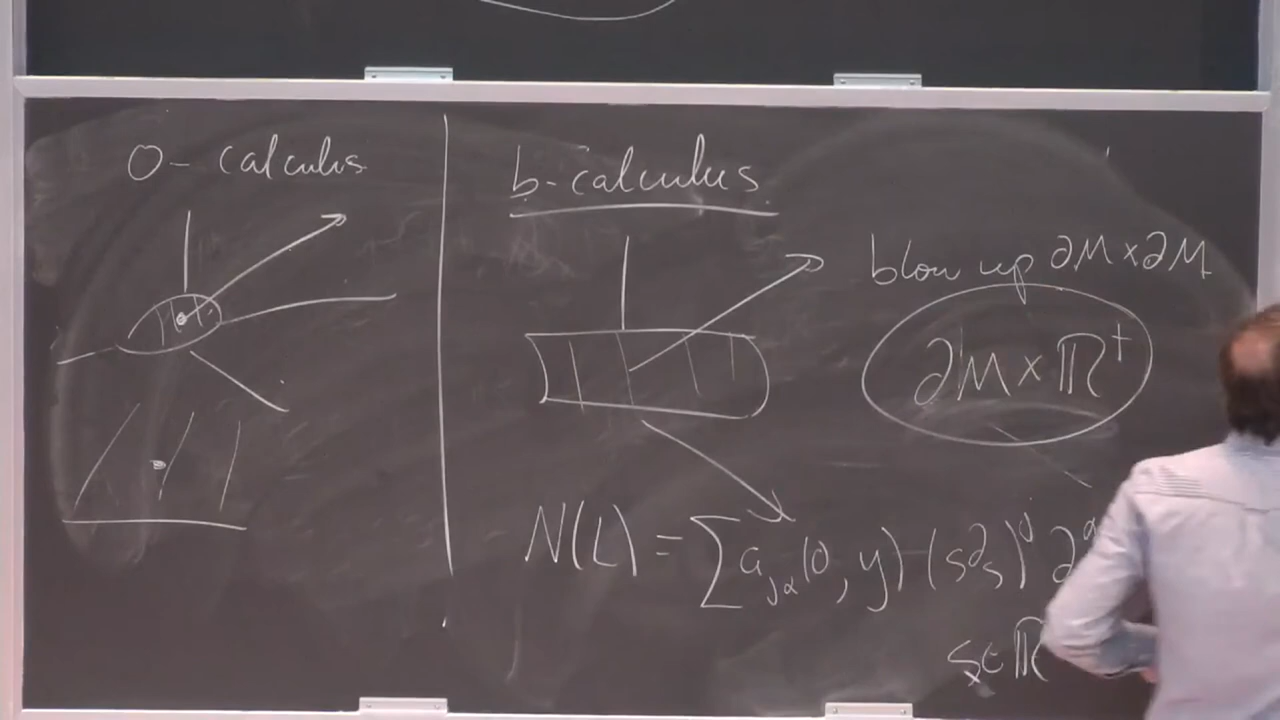 0- calculus
b-calculus
blow up ∂M×∂M
∂M×ℝ⁺
N(L) = ∑ a_{jα}(0, y) (s∂_s)^j ∂^α
s∈ℝ